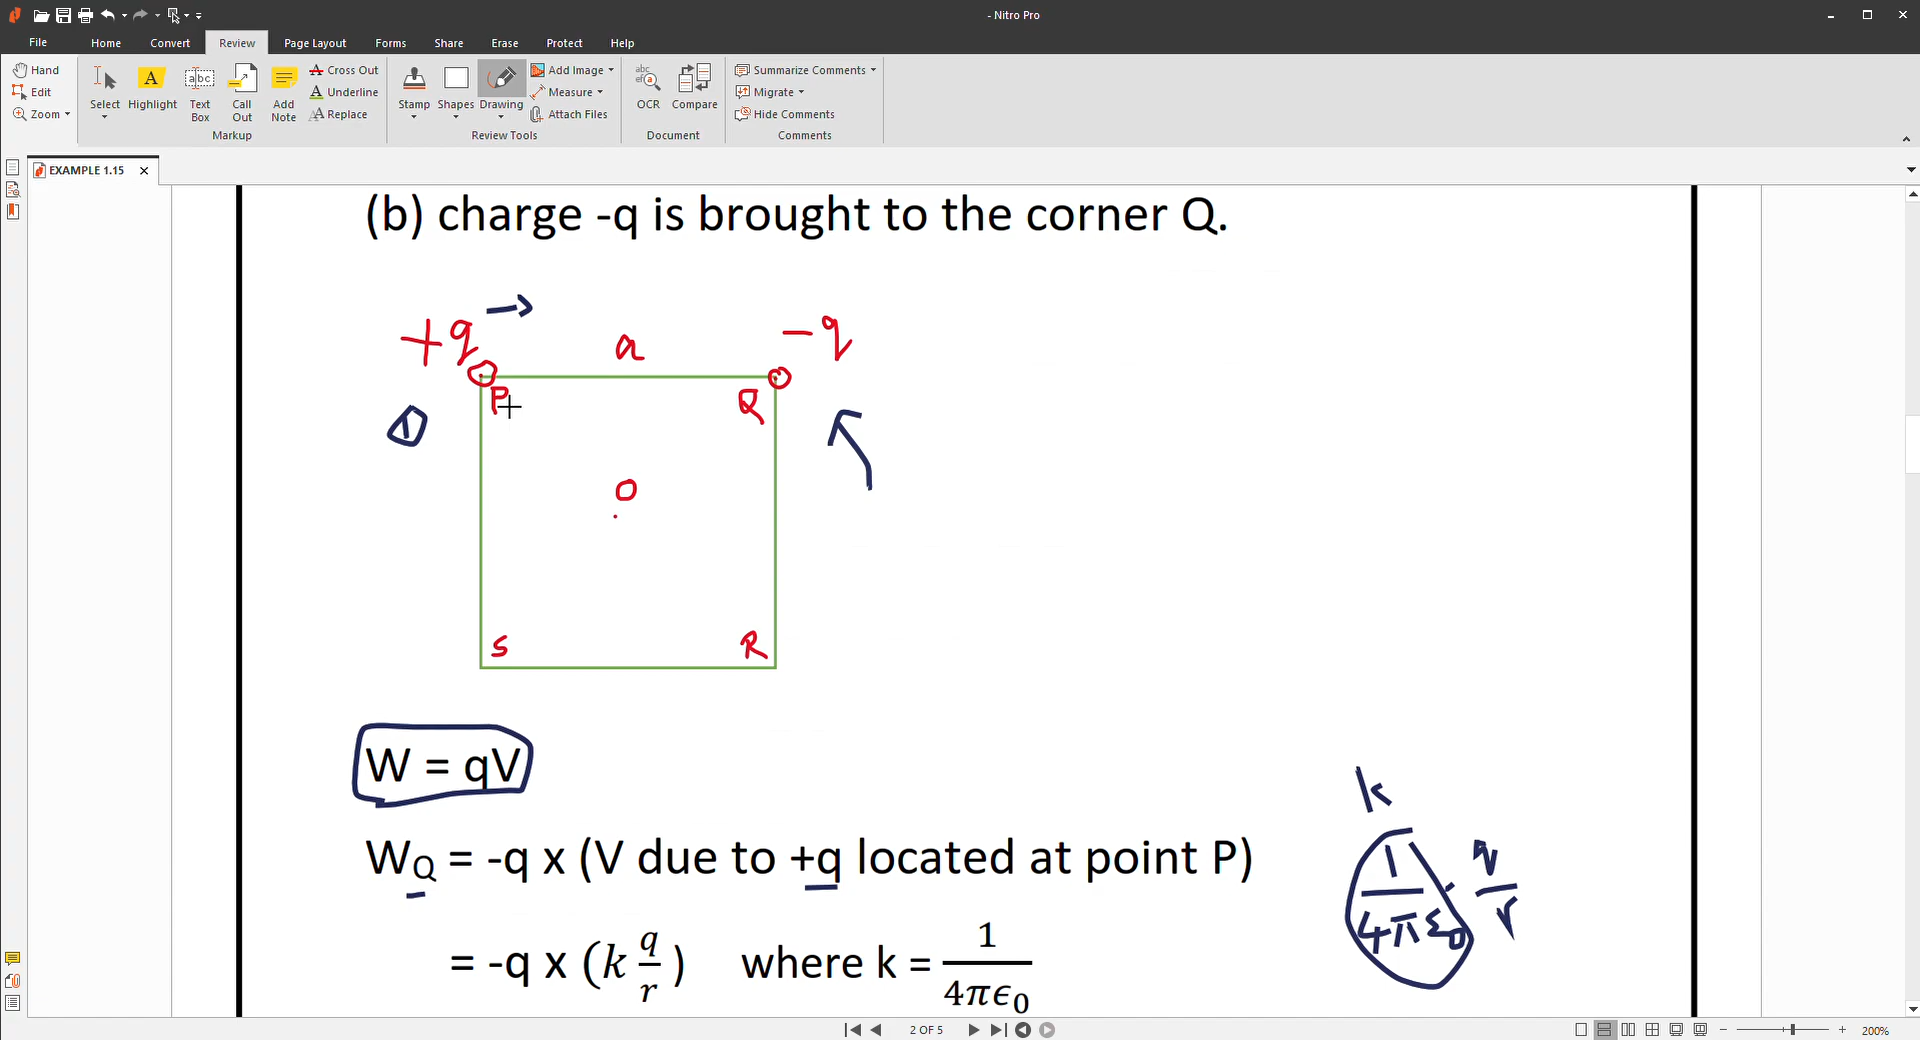 - Nitro Pro
File Home Convert Review Page Layout Forms Share Erase Protect Help
Hand
Edit
Zoom
Select
Highlight
Text Box
Call Out
Add Note
Cross Out
Underline
Replace
Markup
Stamp
Shapes
Drawing
Add Image
Measure
Attach Files
Review Tools
OCR
Compare
Document
Summarize Comments
Migrate
Hide Comments
Comments
EXAMPLE 1.15
(b) charge -q is brought to the corner Q.
+q → a -q
P Q
1
O
S R
W = qV
k
W_Q = -q x (V due to +q located at point P)
1/4πε₀ · q/r
= -q x (k q/r) where k = 1/4πϵ₀
2 OF 5
200%